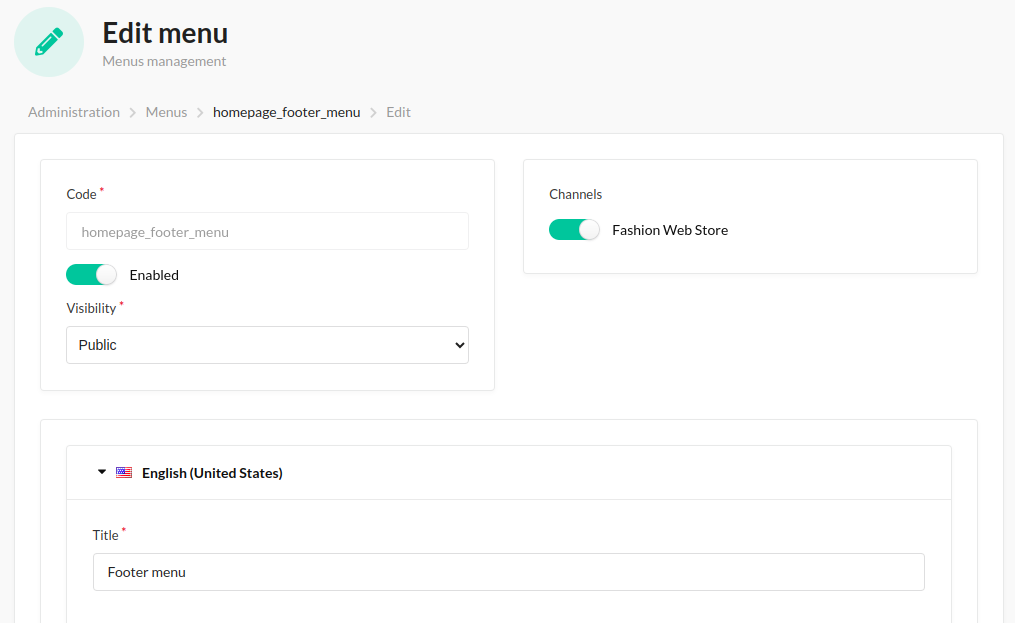 Edit menu
Menus management
Administration > Menus > homepage_footer_menu > Edit
Code *
homepage_footer_menu
Enabled
Visibility *
Public
Channels
Fashion Web Store
English (United States)
Title *
Footer menu